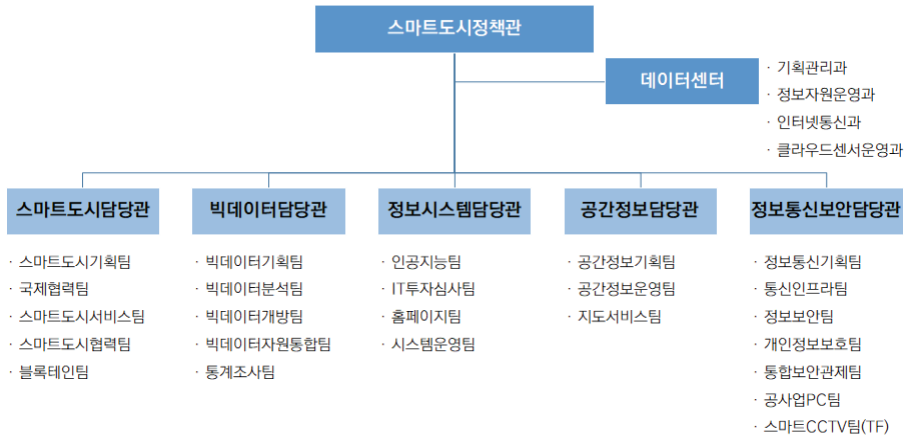 스마트도시정책관
데이터센터
· 기획관리과
· 정보자원운영과
· 인터넷통신과
· 클라우드센서운영과
스마트도시담당관
· 스마트도시기획팀
· 국제협력팀
· 스마트도시서비스팀
· 스마트도시협력팀
· 블록테인팀
빅데이터담당관
· 빅데이터기획팀
· 빅데이터분석팀
· 빅데이터개방팀
· 빅데이터자원통합팀
· 통계조사팀
정보시스템담당관
· 인공지능팀
· IT투자심사팀
· 홈페이지팀
· 시스템운영팀
공간정보담당관
· 공간정보기획팀
· 공간정보운영팀
· 지도서비스팀
정보통신보안담당관
· 정보통신기획팀
· 통신인프라팀
· 정보보안팀
· 개인정보보호팀
· 통합보안관제팀
· 공사업PC팀
· 스마트CCTV팀(TF)